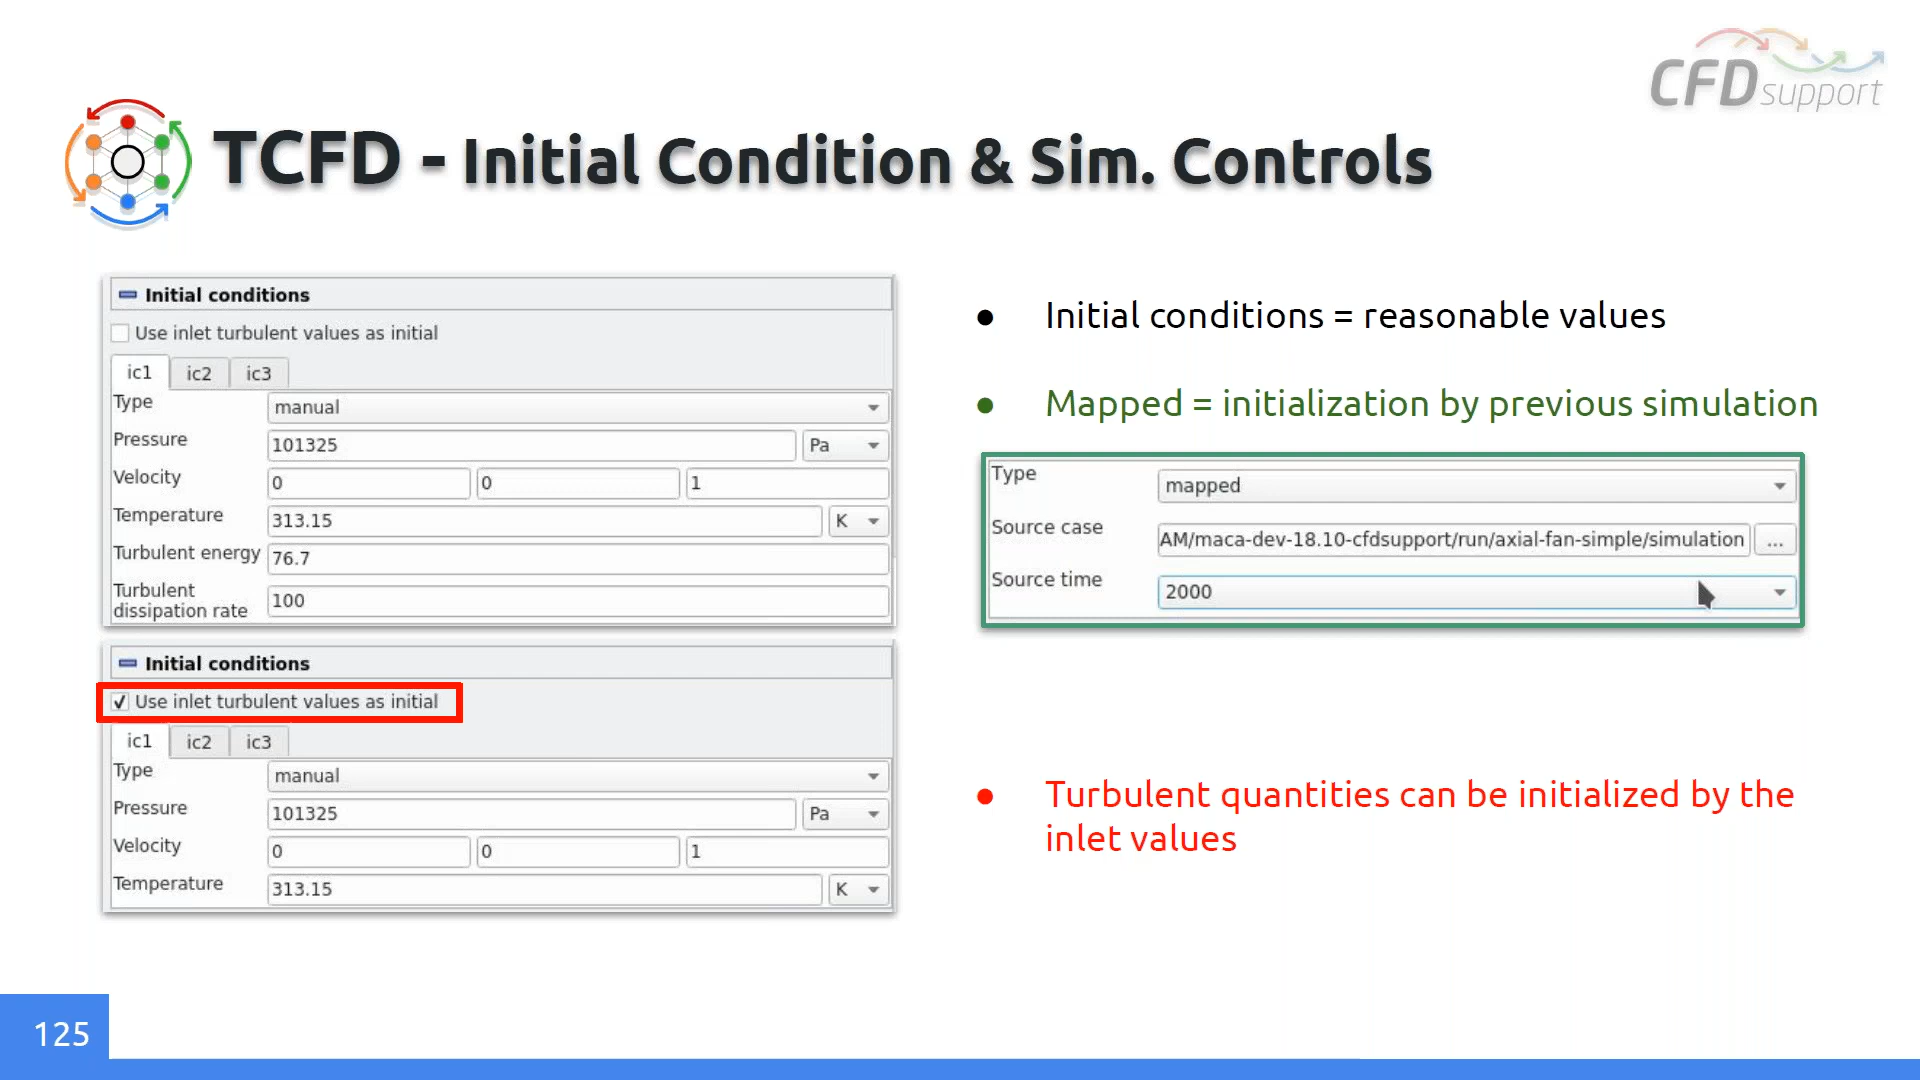 CFD support
TCFD - Initial Condition & Sim. Controls
Initial conditions
Use inlet turbulent values as initial
ic1 ic2 ic3
Type manual
Pressure 101325 Pa
Velocity 0 0 1
Temperature 313.15 K
Turbulent energy 76.7
Turbulent
dissipation rate 100
Initial conditions
Use inlet turbulent values as initial
ic1 ic2 ic3
Type manual
Pressure 101325 Pa
Velocity 0 0 1
Temperature 313.15 K
● Initial conditions = reasonable values
● Mapped = initialization by previous simulation
Type mapped
Source case AM/maca-dev-18.10-cfdsupport/run/axial-fan-simple/simulation ...
Source time 2000
● Turbulent quantities can be initialized by the
inlet values
125